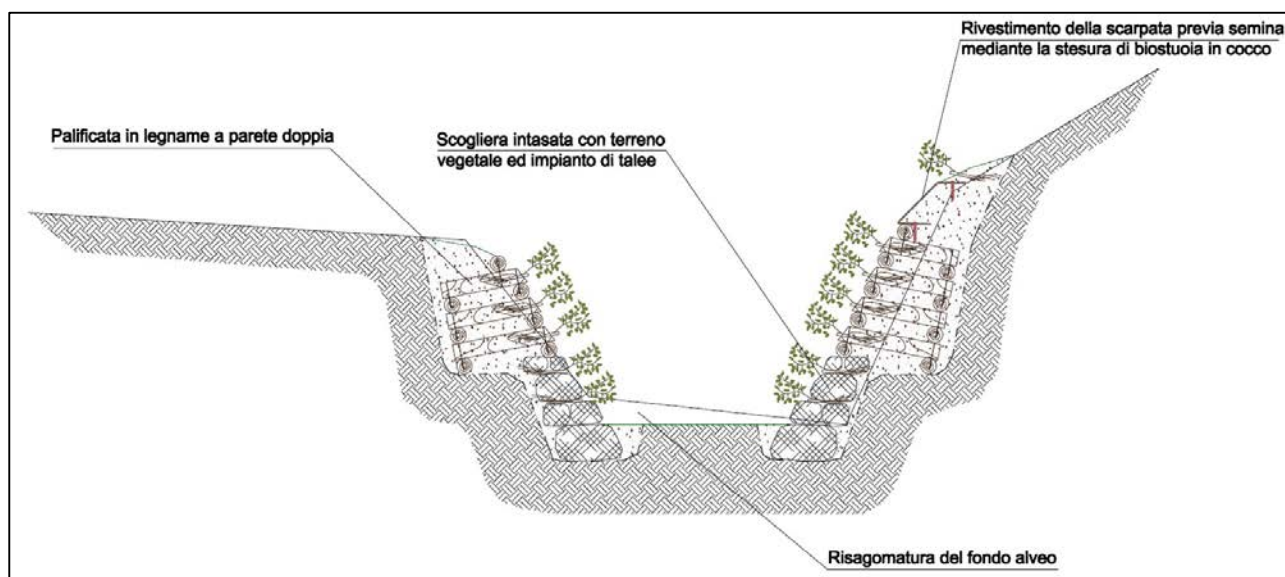 Rivestimento della scarpata previa semina
mediante la stesura di biostuoia in cocco
Palificata in legname a parete doppia
Scogliera intasata con terreno
vegetale ed impianto di talee
Risagomatura del fondo alveo